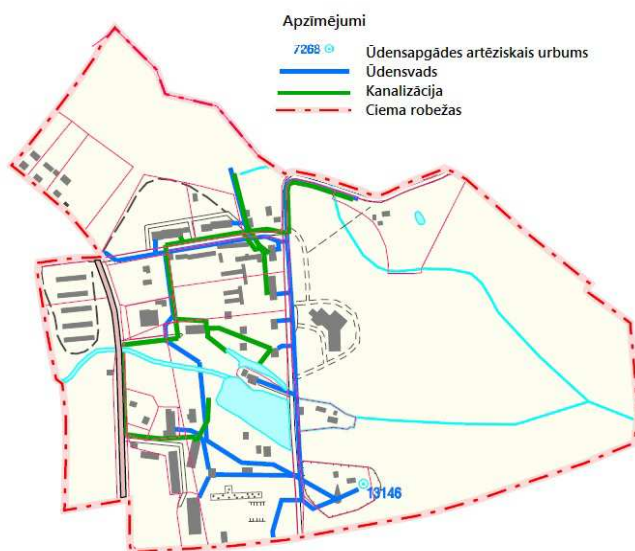 Apzīmējumi
7268 Ūdensapgādes artēziskais urbums
Ūdensvads
Kanalizācija
Ciema robežas
13146